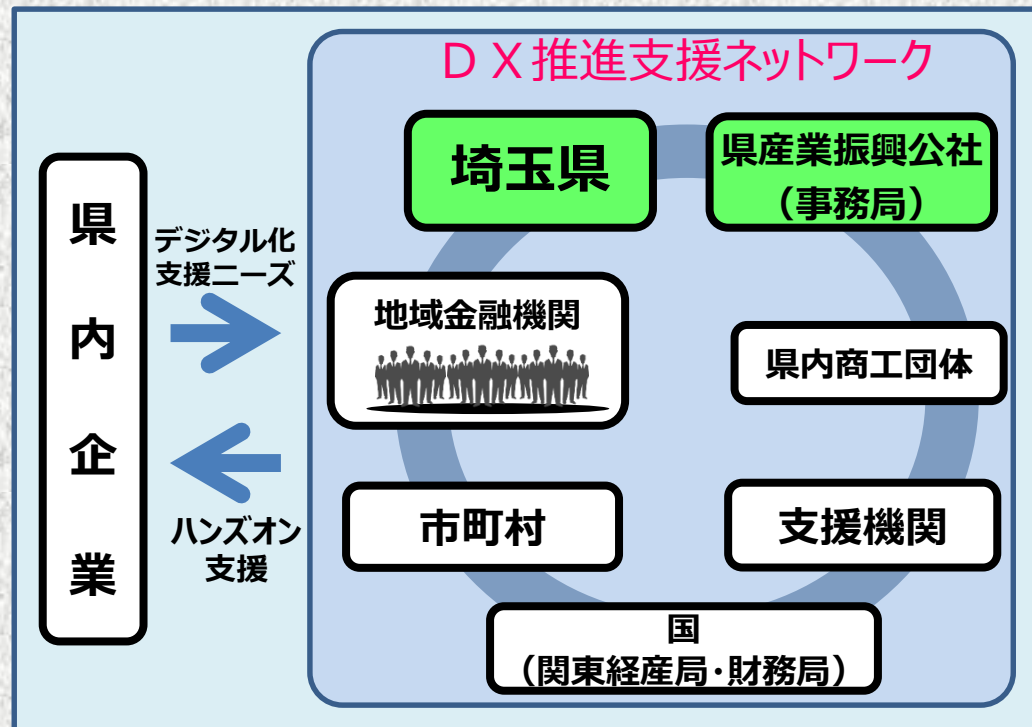 ＤＸ推進支援ネットワーク
埼玉県
県産業振興公社
（事務局）
県内企業
デジタル化
支援ニーズ
地域金融機関
県内商工団体
ハンズオン
支援
市町村
支援機関
国
（関東経産局･財務局）